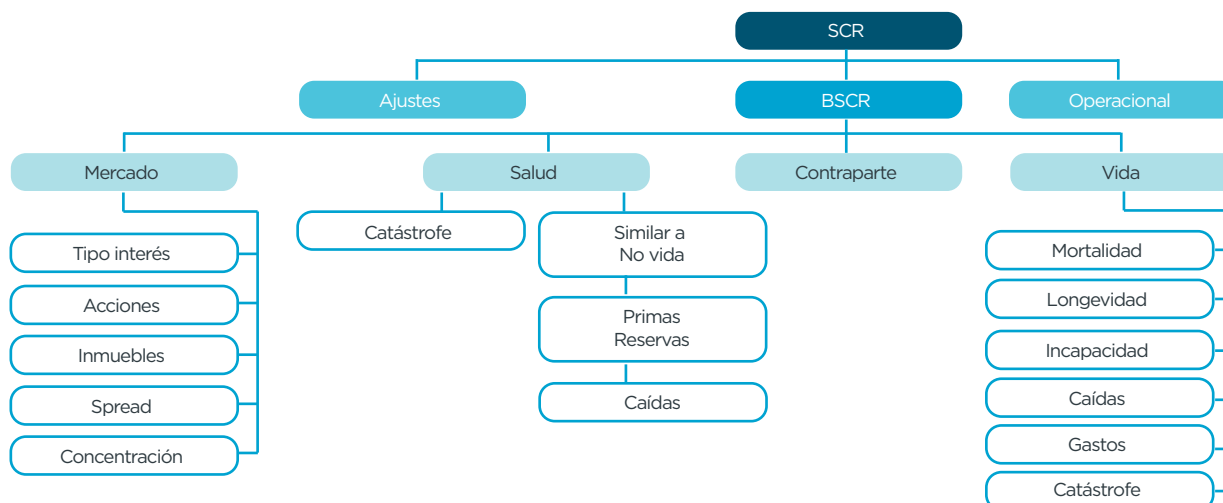 SCR
Ajustes
BSCR
Operacional
Mercado
Salud
Contraparte
Vida
Tipo interés
Acciones
Inmuebles
Spread
Concentración
Catástrofe
Similar a
No vida
Primas
Reservas
Caídas
Mortalidad
Longevidad
Incapacidad
Caídas
Gastos
Catástrofe